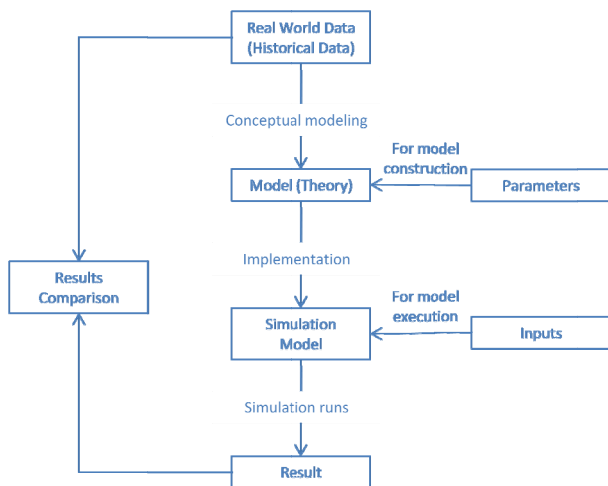 Real World Data
(Historical Data)
Conceptual modeling
For model
construction
Model (Theory)
Parameters
Implementation
Results
Comparison
For model
execution
Simulation
Model
Inputs
Simulation runs
Result